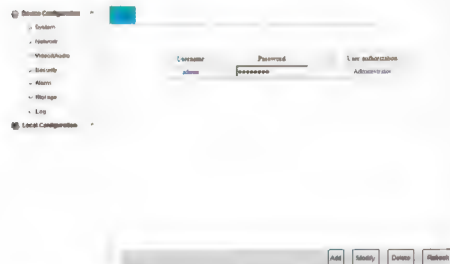 Device Configuration
System
Network
Video&Audio
Security
Alarm
Storage
Log
Local Configuration
Username Password User authorization
admin ●●●●●●●● Administrator
Add Modify Delete Refresh